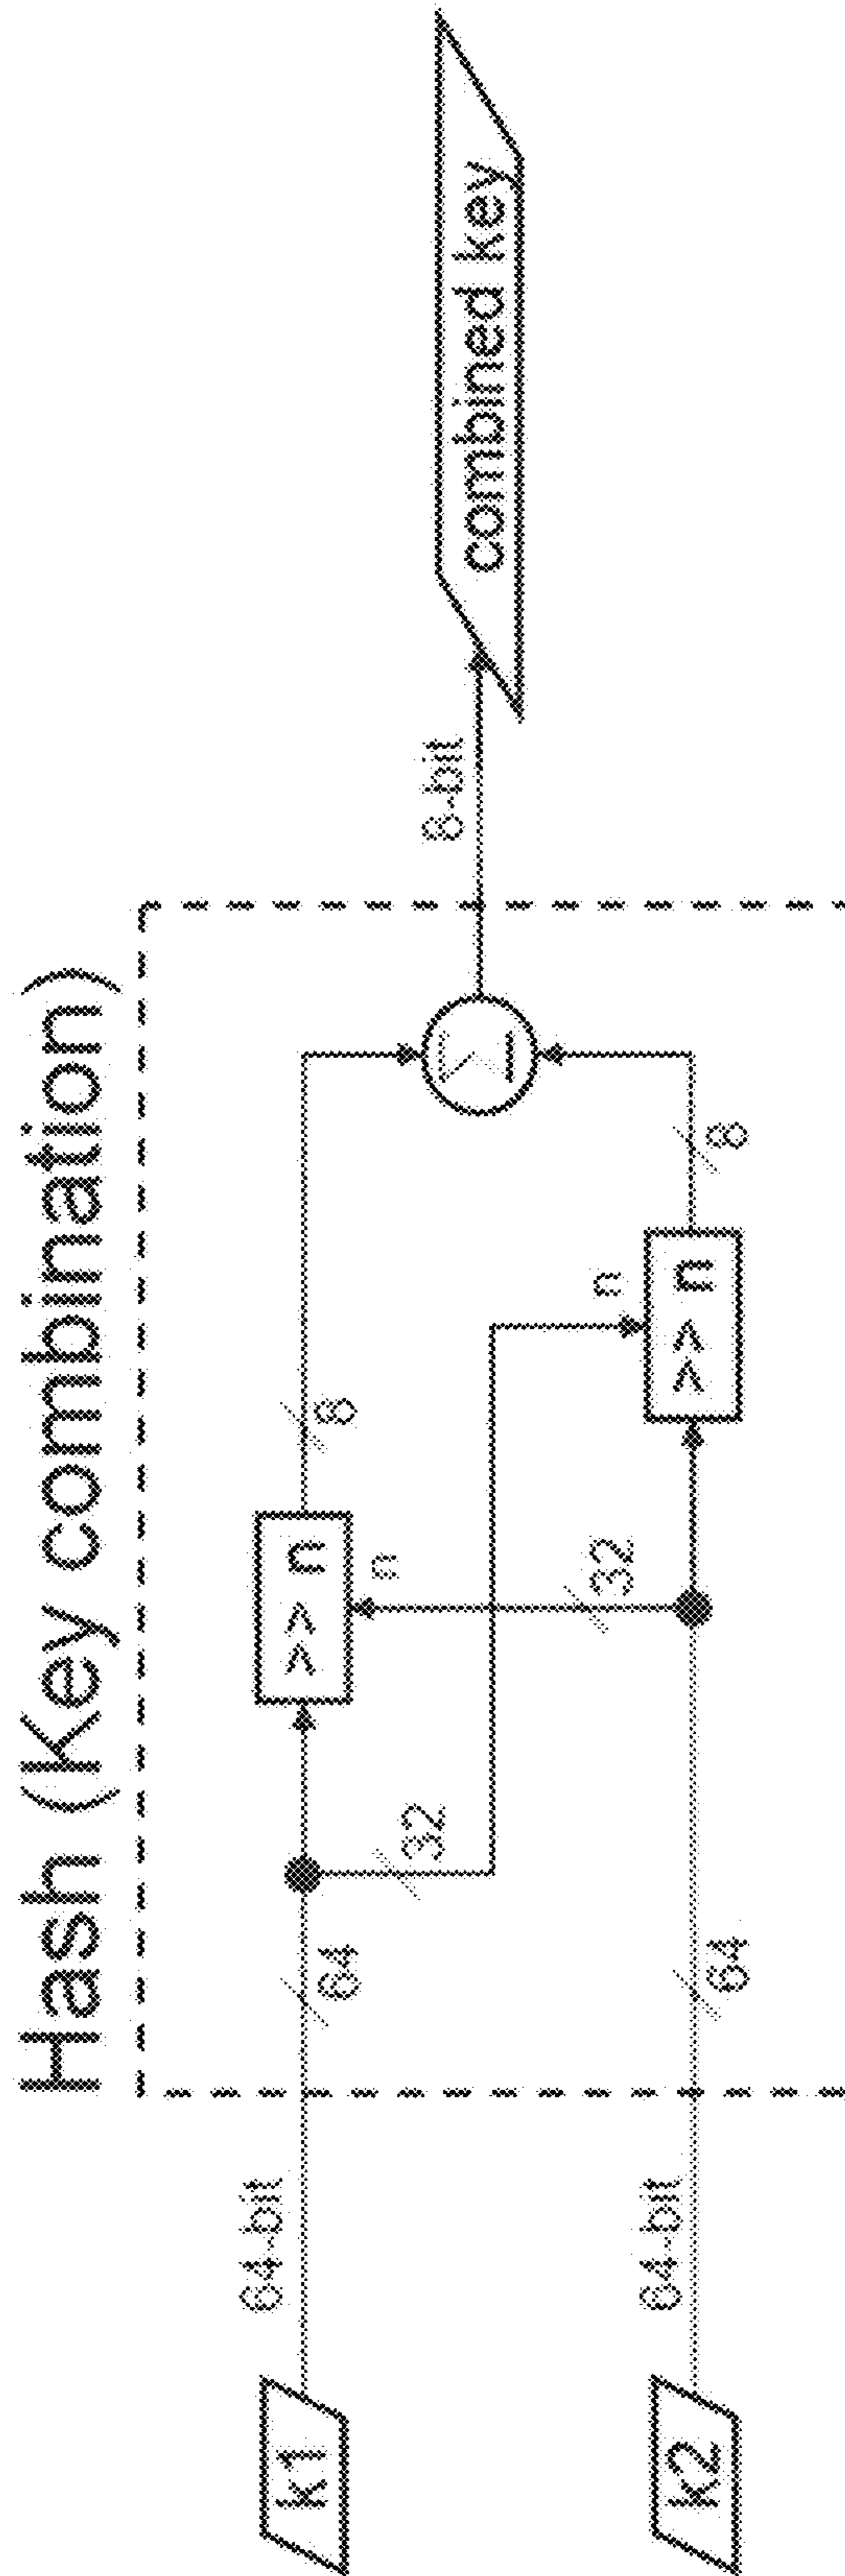 Hash (Key combination)
k1
64-bit
64
32
>> n
n
8
Σ
8-bit
combined key
k2
64-bit
64
32
>> n
n
8